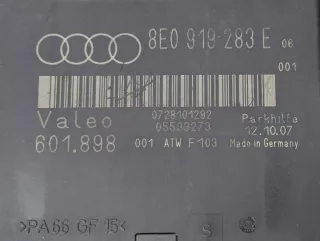 8E0 919 283 E 06
001
Valeo 0728101292 Parkhilfe
05533273 12.10.07
601.898 001 ATW F103 Made in Germany
>PA66 GF 15<
S